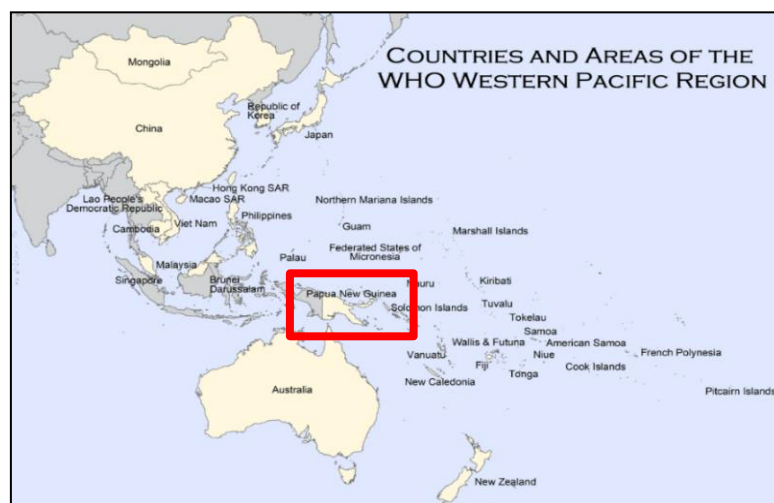 COUNTRIES AND AREAS OF THE
WHO WESTERN PACIFIC REGION
Mongolia
Republic of
Korea
China
Japan
Hong Kong SAR
Macao SAR
Lao People's
Democratic Republic
Northern Mariana Islands
Philippines
Viet Nam
Cambodia
Guam
Marshall Islands
Federated States of
Micronesia
Palau
Malaysia
Singapore
Brunei
Darussalam
Kiribati
Papua New Guinea
Solomon Islands
Tuvalu
Tokelau
Samoa
American Samoa
Wallis & Futuna
Vanuatu
Fiji
Niue
French Polynesia
Tonga
Cook Islands
New Caledonia
Australia
Pitcairn Islands
New Zealand